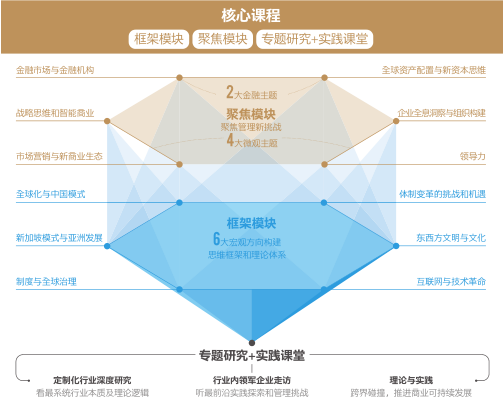 核心课程
框架模块 聚焦模块 专题研究+实践课堂
金融市场与金融机构
全球资产配置与新资本思维
2大金融主题
战略思维和智能商业
聚焦模块
企业全息洞察与组织构建
聚焦管理新挑战
4大微观主题
市场营销与新商业生态
领导力
全球化与中国模式
体制变革的挑战和机遇
框架模块
新加坡模式与亚洲发展
6大宏观方向构建
东西方文明与文化
思维框架和理论体系
制度与全球治理
互联网与技术革命
专题研究+实践课堂
定制化行业深度研究
行业内领军企业走访
理论与实践
看最系统行业本质及理论逻辑
听最前沿实践探索和管理挑战
跨界碰撞，推进商业可持续发展